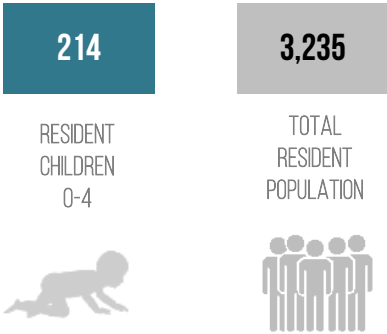 214
RESIDENT
CHILDREN
0-4
3,235
TOTAL
RESIDENT
POPULATION